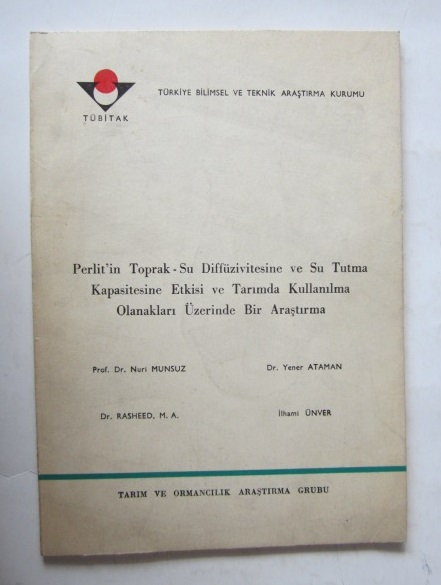 TÜRKİYE BİLİMSEL VE TEKNİK ARAŞTIRMA KURUMU
TÜBİTAK
Perlit'in Toprak - Su Diffüzivitesine ve Su Tutma
Kapasitesine Etkisi ve Tarımda Kullanılma
Olanakları Üzerinde Bir Araştırma
Prof. Dr. Nuri MUNSUZ
Dr. Yener ATAMAN
Dr. RASHEED, M. A.
İlhami ÜNVER
TARIM VE ORMANCILIK ARAŞTIRMA GRUBU